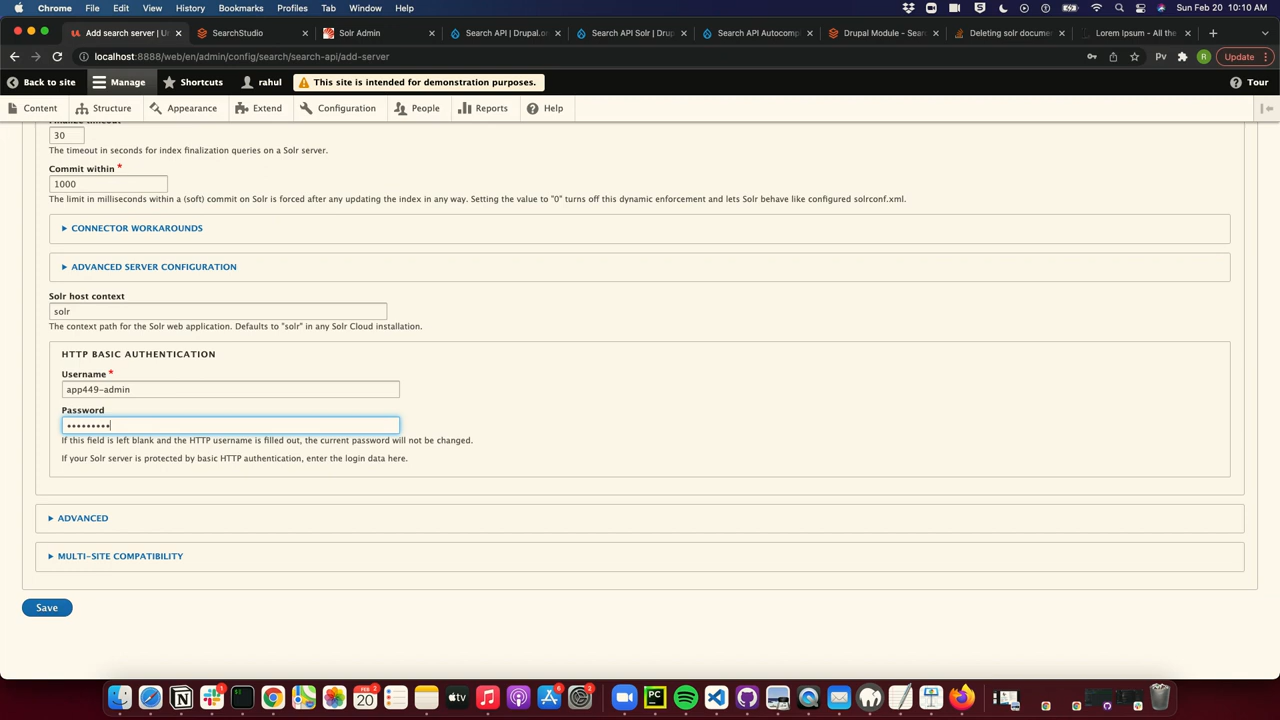 Chrome File Edit View History Bookmarks Profiles Tab Window Help Sun Feb 20 10:10 AM
Add search server | U SearchStudio Solr Admin Search API | Drupal.o Search API Solr | Drup Search API Autocomp Drupal Module - Sear Deleting solr docume Lorem Ipsum - All the
localhost:8888/web/en/admin/config/search/search-api/add-server Update
Back to site Manage Shortcuts rahul This site is intended for demonstration purposes. Tour
Content Structure Appearance Extend Configuration People Reports Help
Finalize timeout
30
The timeout in seconds for index finalization queries on a Solr server.
Commit within *
1000
The limit in milliseconds within a (soft) commit on Solr is forced after any updating the index in any way. Setting the value to "0" turns off this dynamic enforcement and lets Solr behave like configured solrconf.xml.
CONNECTOR WORKAROUNDS
ADVANCED SERVER CONFIGURATION
Solr host context
solr
The context path for the Solr web application. Defaults to "solr" in any Solr Cloud installation.
HTTP BASIC AUTHENTICATION
Username *
app449-admin
Password
•••••••••
If this field is left blank and the HTTP username is filled out, the current password will not be changed.
If your Solr server is protected by basic HTTP authentication, enter the login data here.
ADVANCED
MULTI-SITE COMPATIBILITY
Save